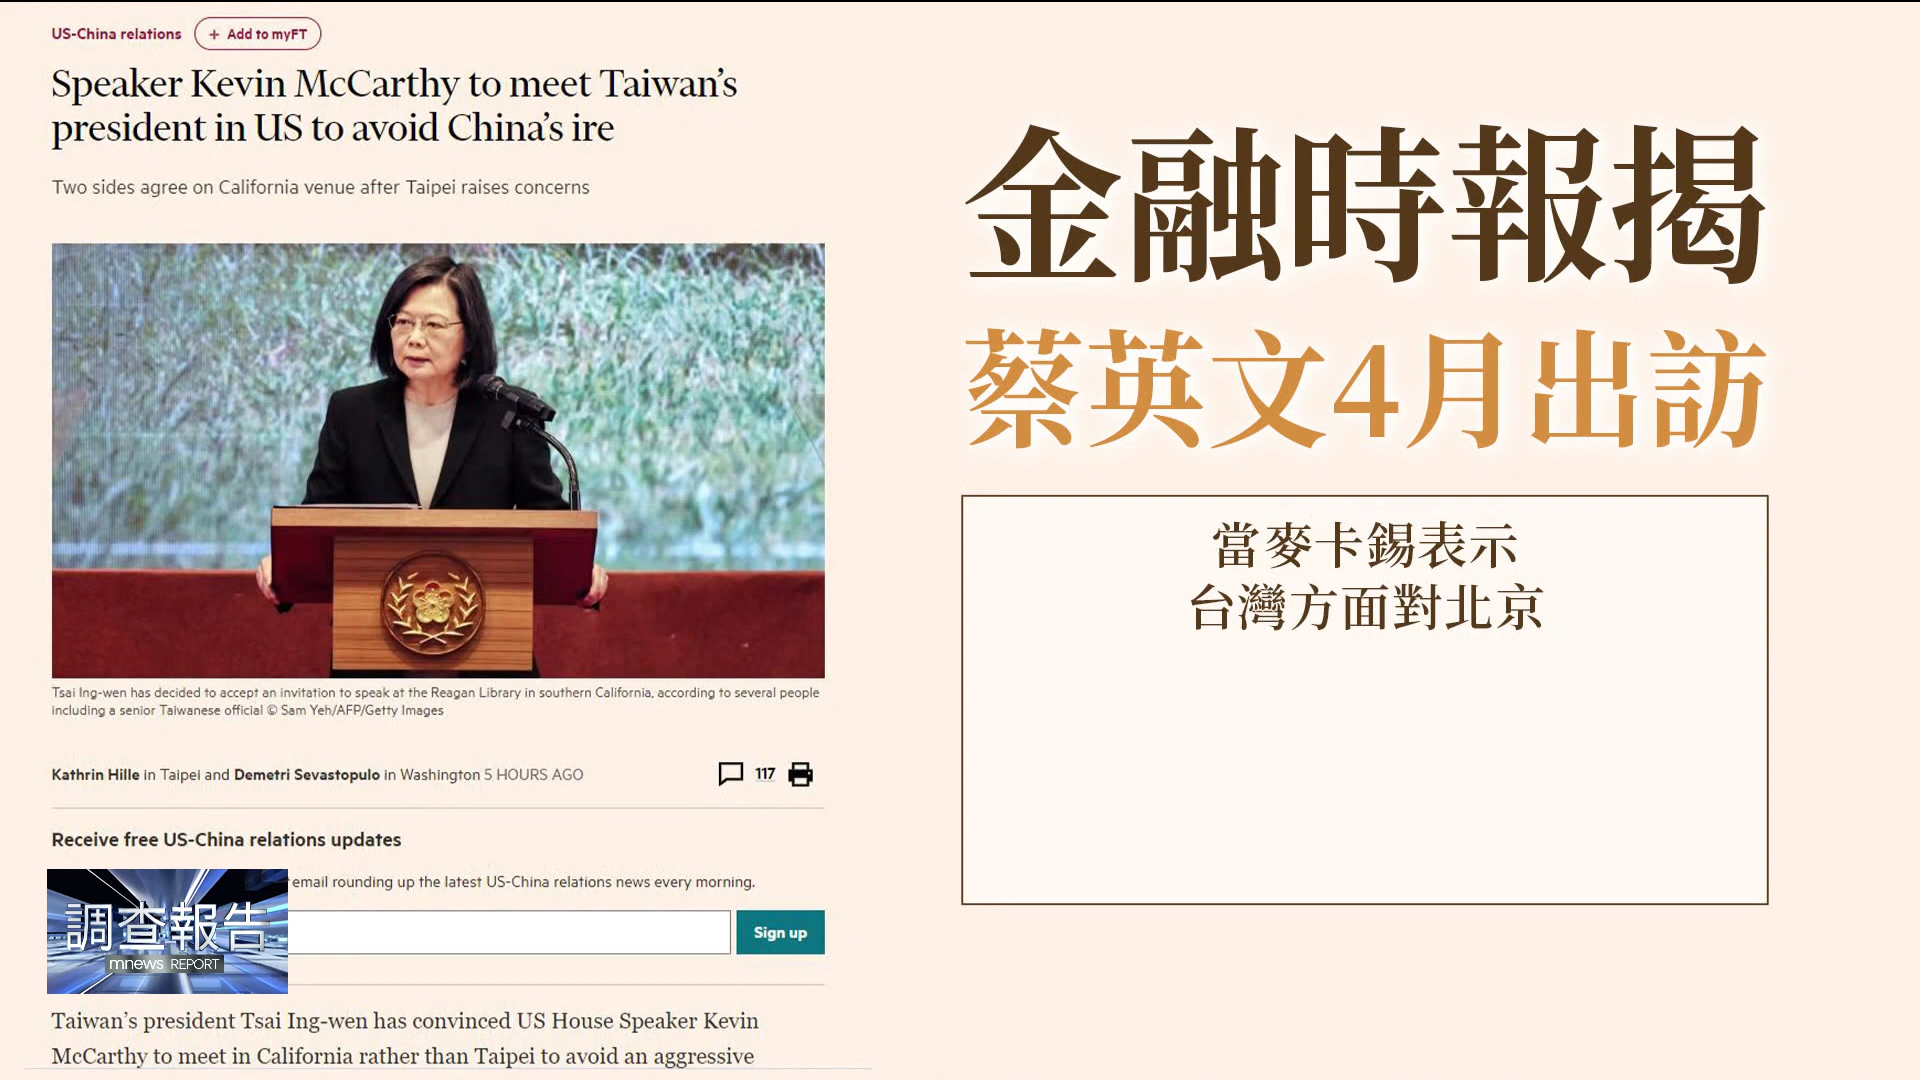 US-China relations
+ Add to myFT
Speaker Kevin McCarthy to meet Taiwan's
president in US to avoid China's ire
Two sides agree on California venue after Taipei raises concerns
Tsai Ing-wen has decided to accept an invitation to speak at the Reagan Library in southern California, according to several people
including a senior Taiwanese official © Sam Yeh/AFP/Getty Images
Kathrin Hille in Taipei and Demetri Sevastopulo in Washington 5 HOURS AGO
117
Receive free US-China relations updates
email rounding up the latest US-China relations news every morning.
Sign up
調查報告
mnews REPORT
Taiwan's president Tsai Ing-wen has convinced US House Speaker Kevin
McCarthy to meet in California rather than Taipei to avoid an aggressive
金融時報揭
蔡英文4月出訪
當麥卡錫表示
台灣方面對北京